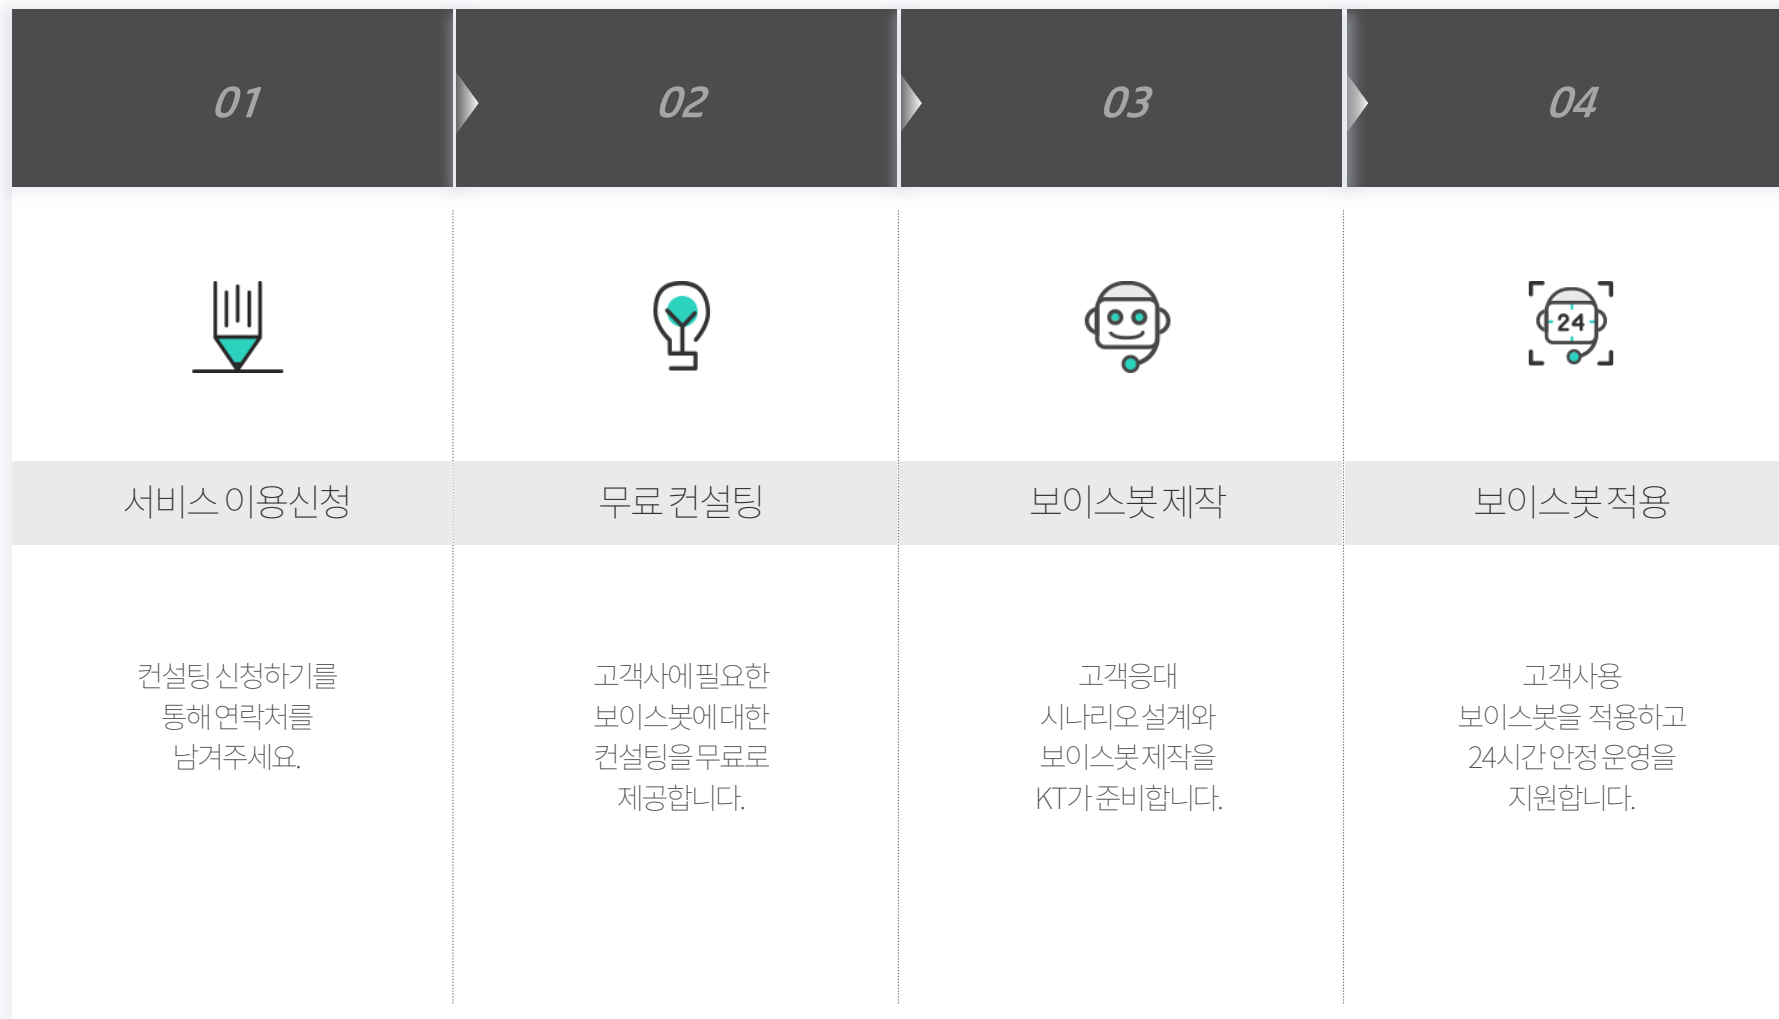 01
02
03
04
24
서비스 이용신청
무료 컨설팅
보이스봇 제작
보이스봇 적용
컨설팅 신청하기를
통해 연락처를
남겨주세요.
고객사에 필요한
보이스봇에 대한
컨설팅을 무료로
제공합니다.
고객응대
시나리오 설계와
보이스봇 제작을
KT가 준비합니다.
고객사용
보이스봇을 적용하고
24시간 안정 운영을
지원합니다.